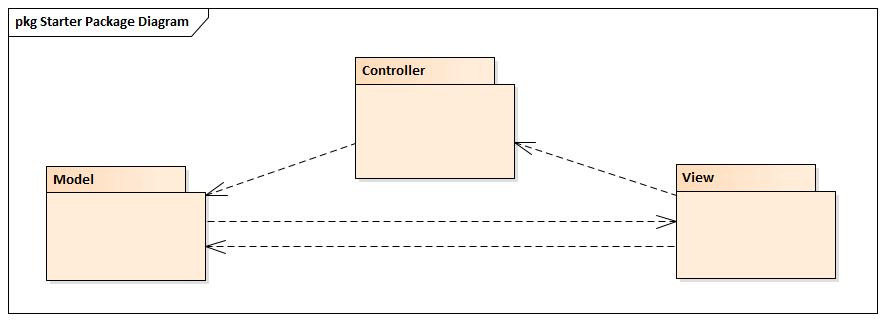 pkg Starter Package Diagram
Controller
Model
View